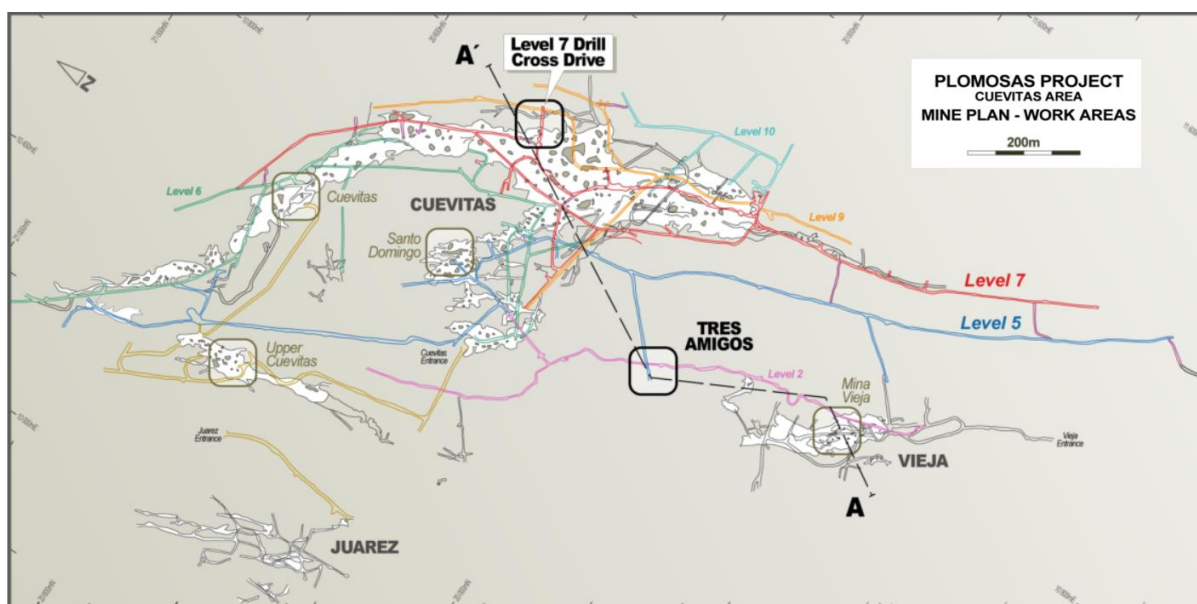 PLOMOSAS PROJECT
CUEVITAS AREA
MINE PLAN - WORK AREAS
200m
N
A´
Level 7 Drill
Cross Drive
Level 10
Level 6
Cuevitas
CUEVITAS
Level 9
Santo
Domingo
Level 7
Level 5
TRES
AMIGOS
Upper
Cuevitas
Cuevitas
Entrance
Level 2
Mina
Vieja
Juarez
Entrance
Vieja
Entrance
VIEJA
A
JUAREZ